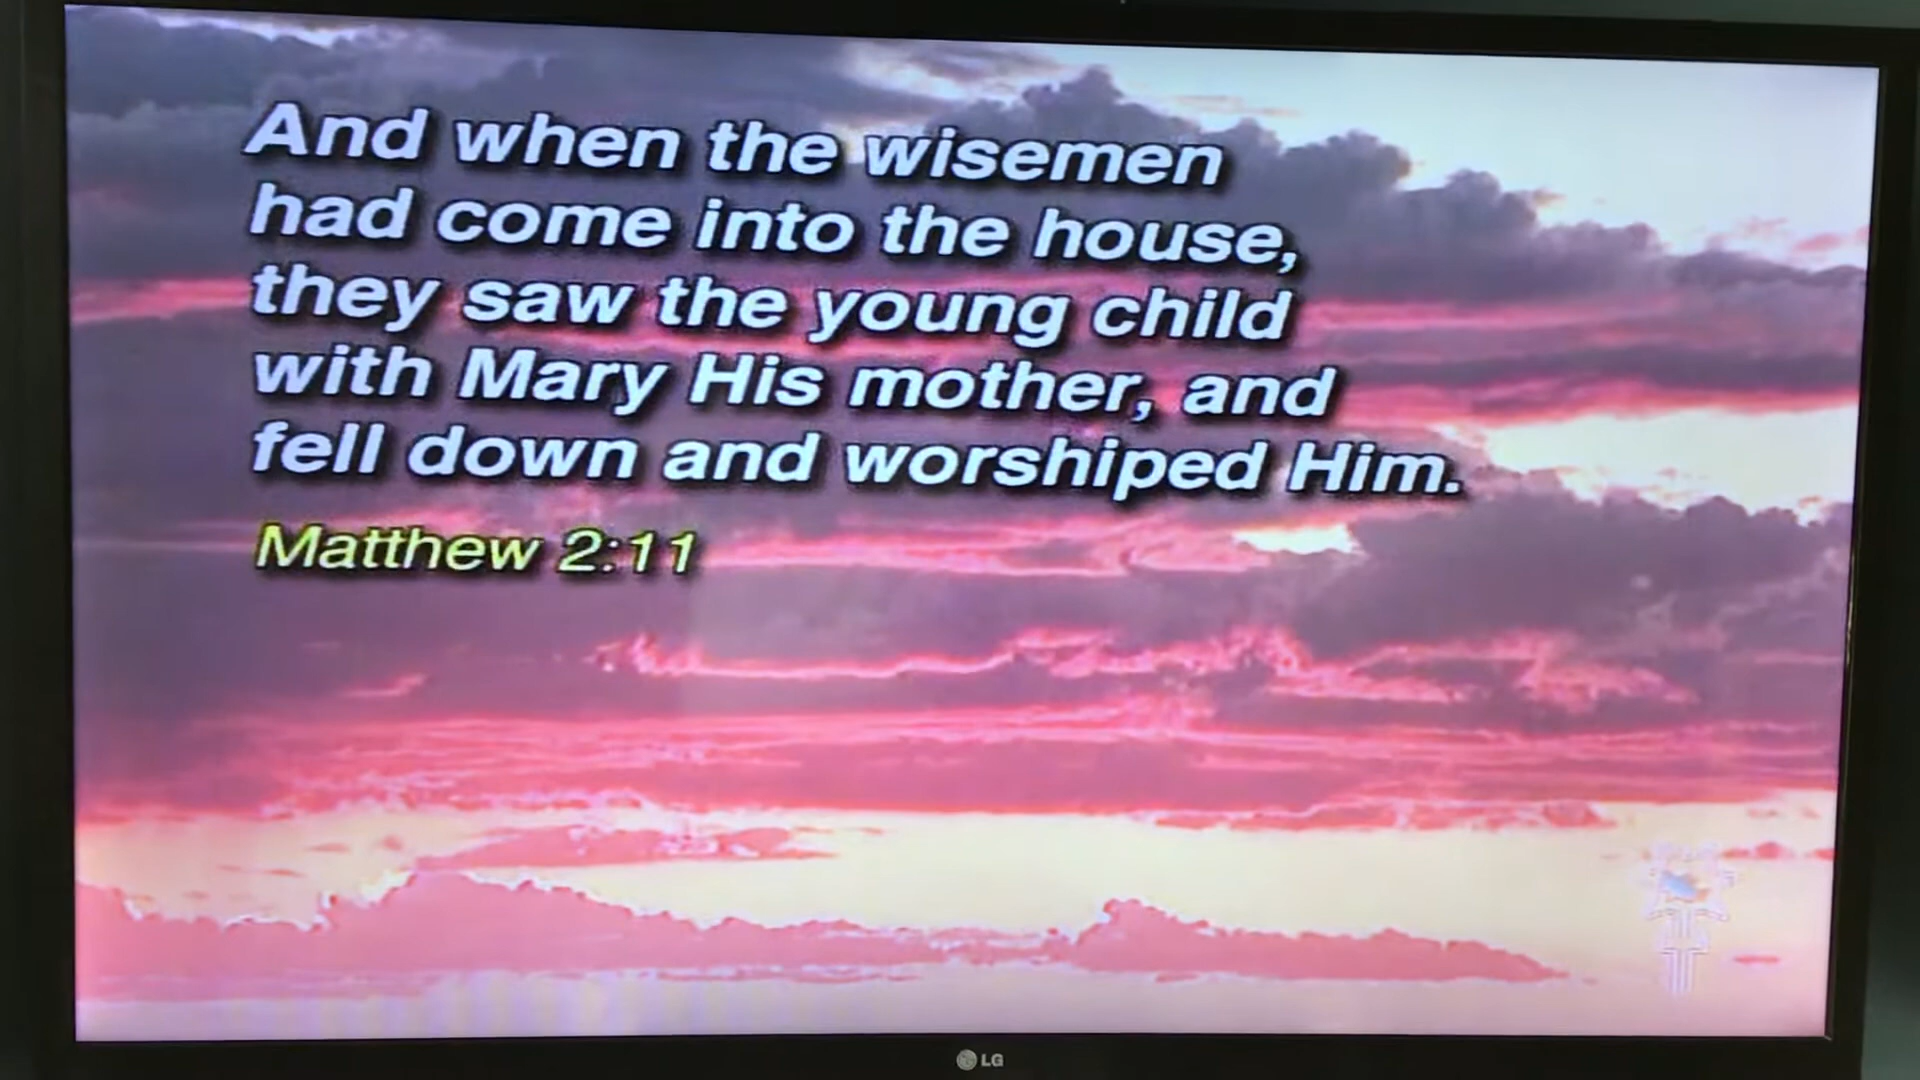 And when the wisemen
had come into the house,
they saw the young child
with Mary His mother, and
fell down and worshiped Him.
Matthew 2:11
LG